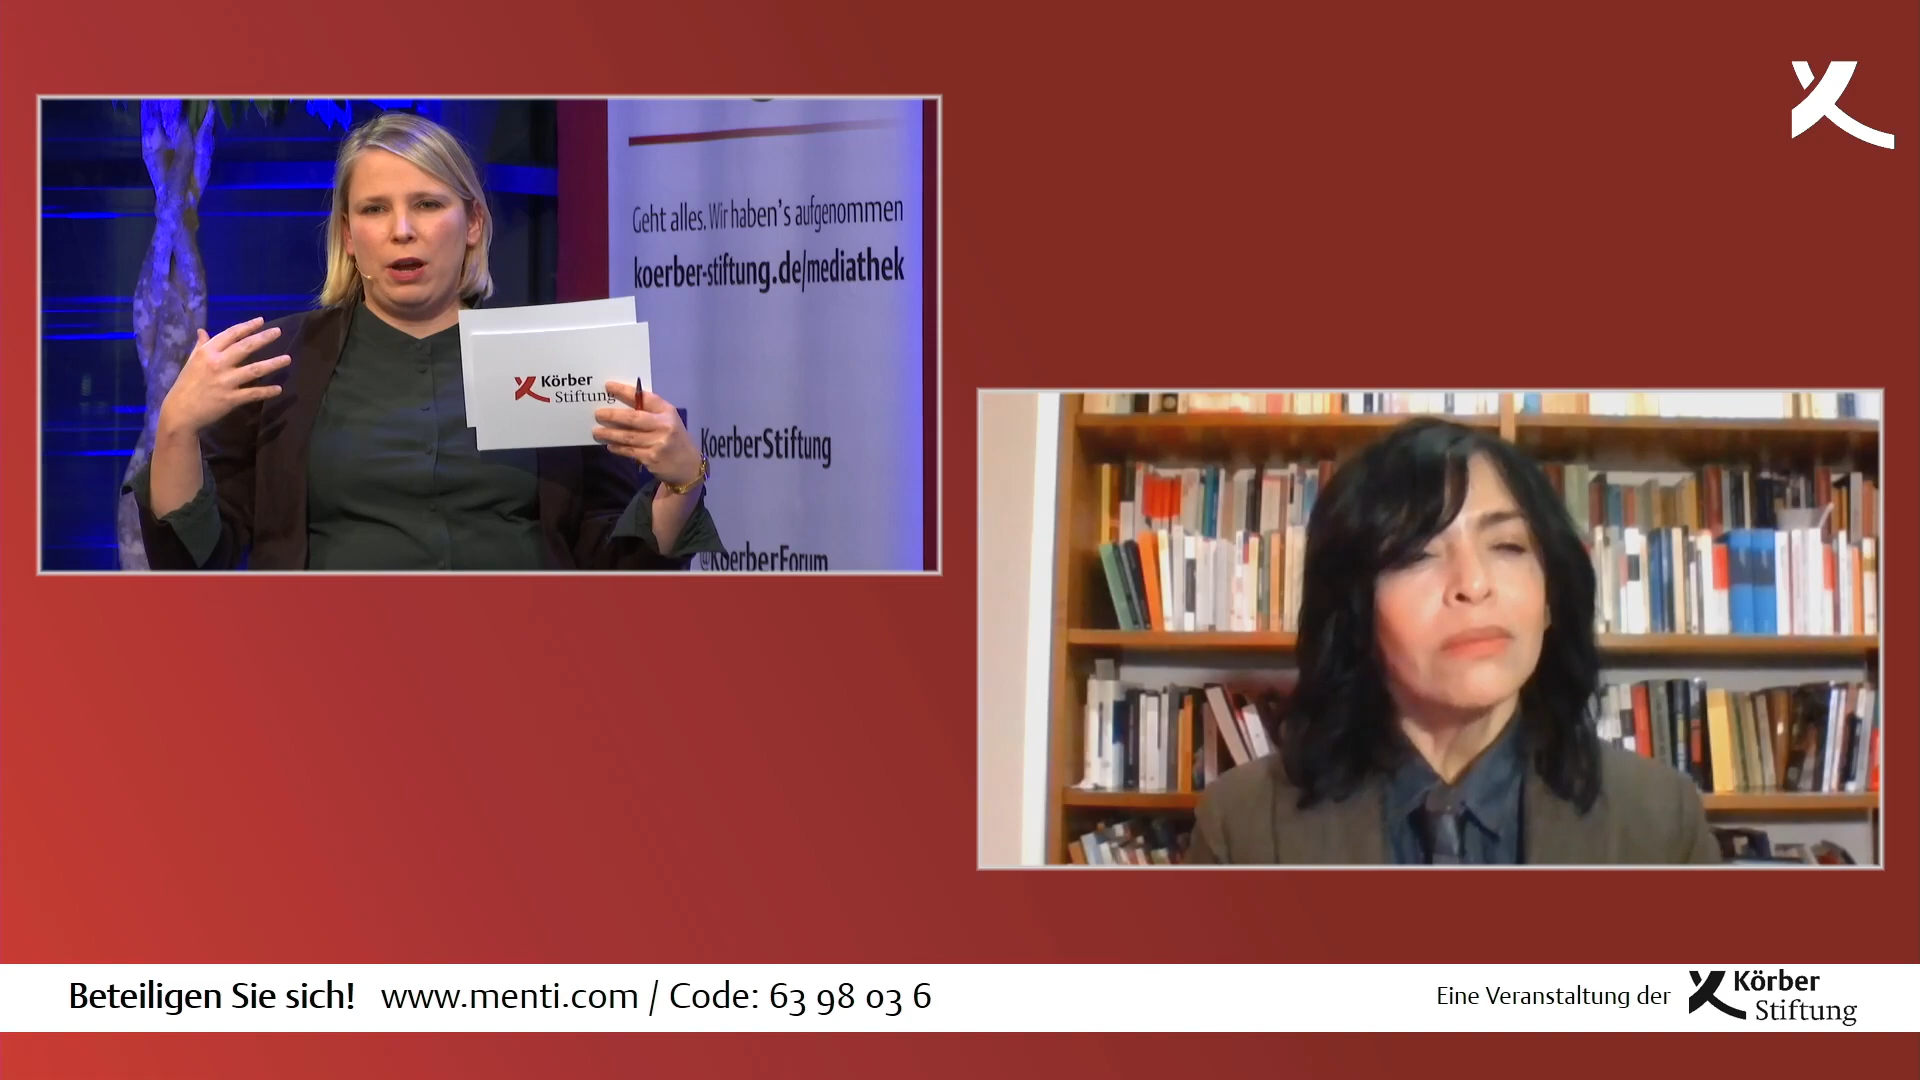 Geht alles. Wir haben's aufgenommen
koerber-stiftung.de/mediathek
Körber
Stiftung
KoerberStiftung
@KoerberForum
Beteiligen Sie sich! www.menti.com / Code: 63 98 03 6
Eine Veranstaltung der
Körber
Stiftung